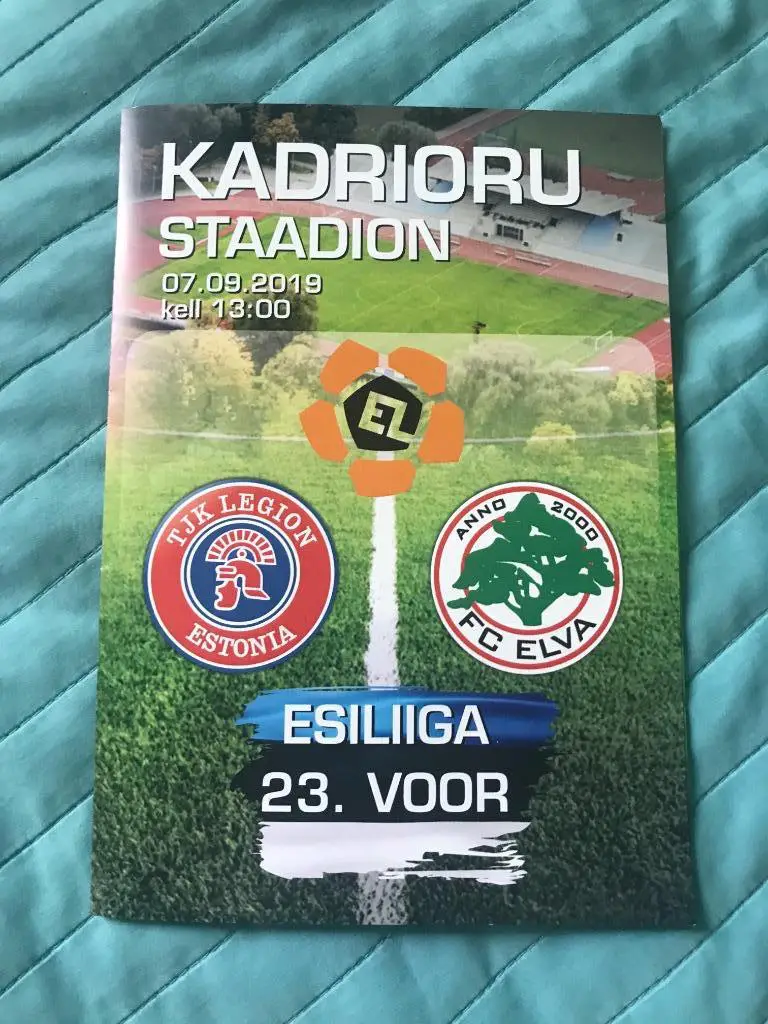 KADRIORU
STAADION
07.09.2019
kell 13:00
EL
TJK LEGION
ESTONIA
ANNO 2000
FC ELVA
ESILIIGA
23. VOOR